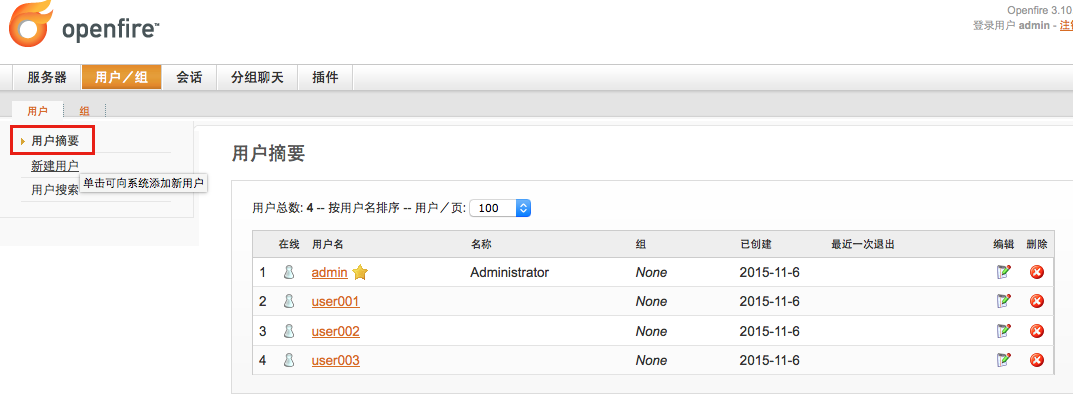 openfire™
Openfire 3.10
登录用户 admin -
服务器 用户／组 会话 分组聊天 插件
用户 组
用户摘要
新建用户
单击可向系统添加新用户
用户搜索
用户摘要
用户总数: 4 -- 按用户名排序 -- 用户／页: 100
在线 用户名 名称 组 已创建 最近一次退出 编辑 删除
1 admin Administrator None 2015-11-6
2 user001 None 2015-11-6
3 user002 None 2015-11-6
4 user003 None 2015-11-6